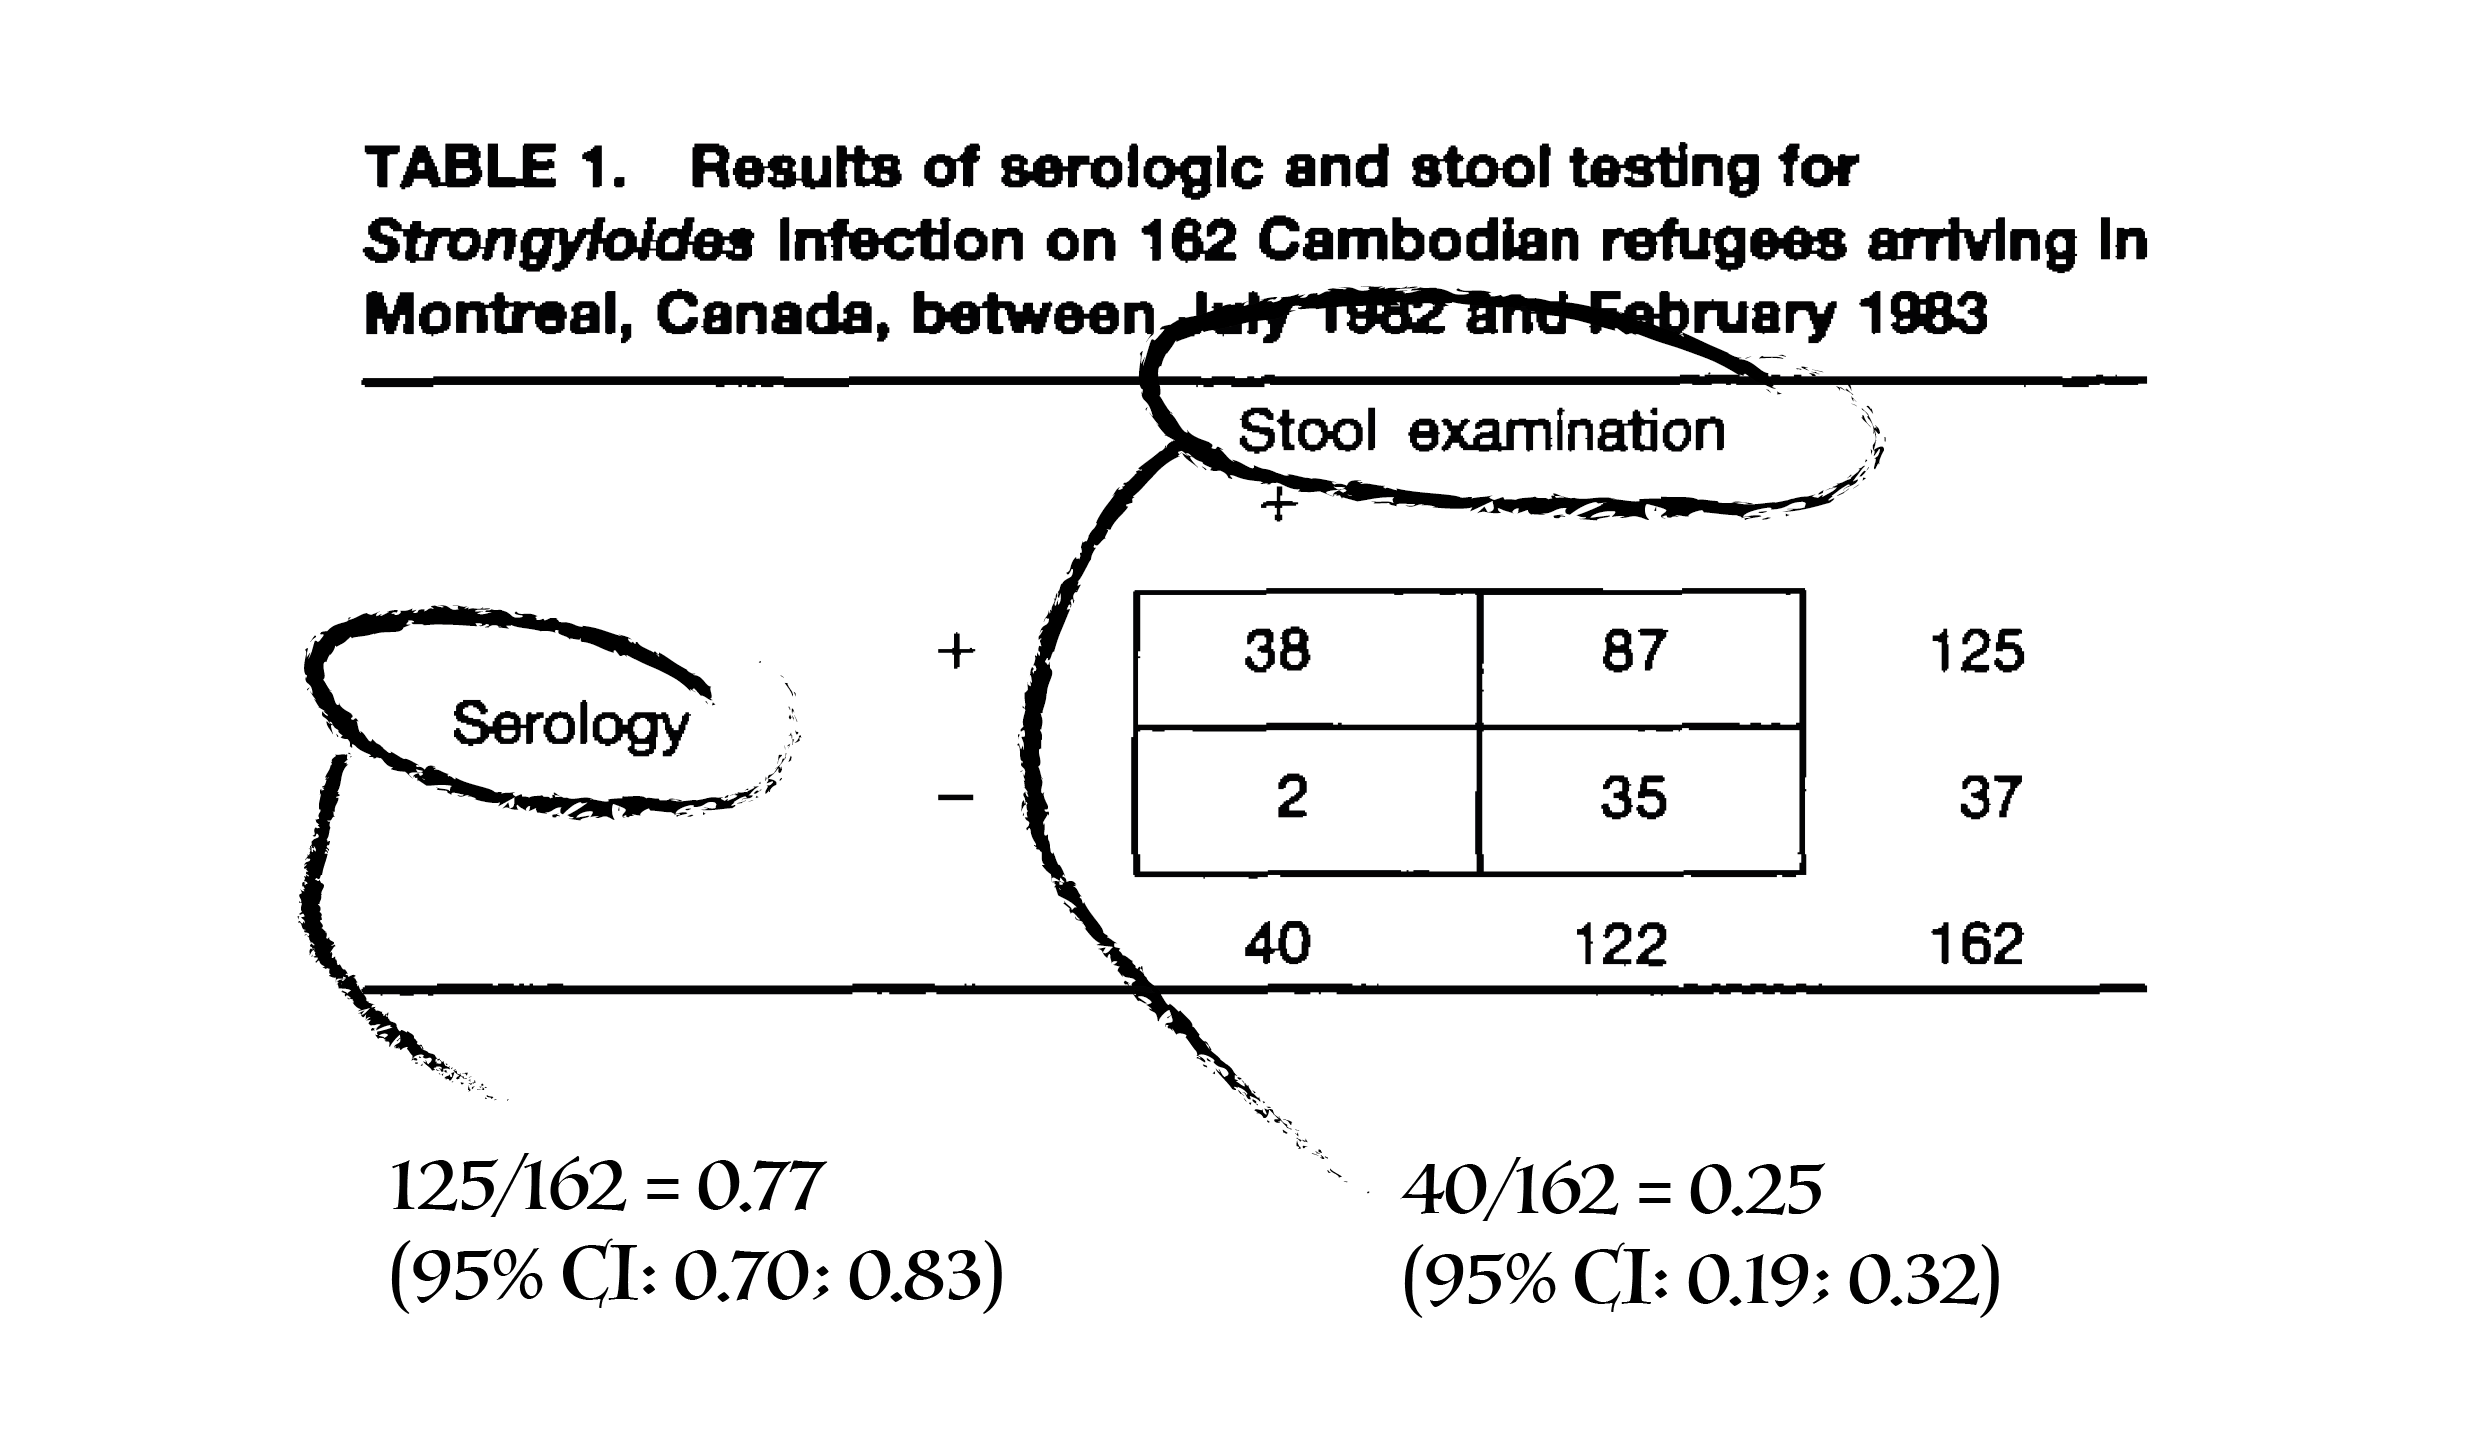 TABLE 1. Results of serologic and stool testing for
Strongyloides infection on 162 Cambodian refugees arriving in
Montreal, Canada, between July 1982 and February 1983
Stool examination
+
+ 38 87 125
Serology
− 2 35 37
40 122 162
125/162 = 0.77
(95% CI: 0.70; 0.83)
40/162 = 0.25
(95% CI: 0.19; 0.32)